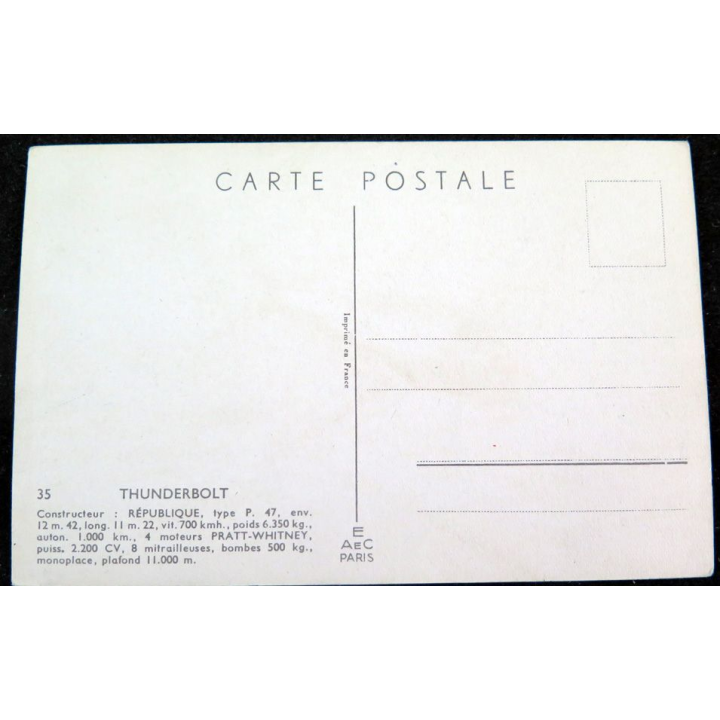 CARTE POSTALE
Imprimé en France
35 THUNDERBOLT
Constructeur : RÉPUBLIQUE, type P. 47, env.
12 m. 42, long. 11 m. 22, vit. 700 kmh., poids 6.350 kg.,
auton. 1.000 km., 4 moteurs PRATT-WHITNEY,
puiss. 2.200 CV, 8 mitrailleuses, bombes 500 kg.,
monoplace, plafond 11.000 m.
E
AEC
PARIS